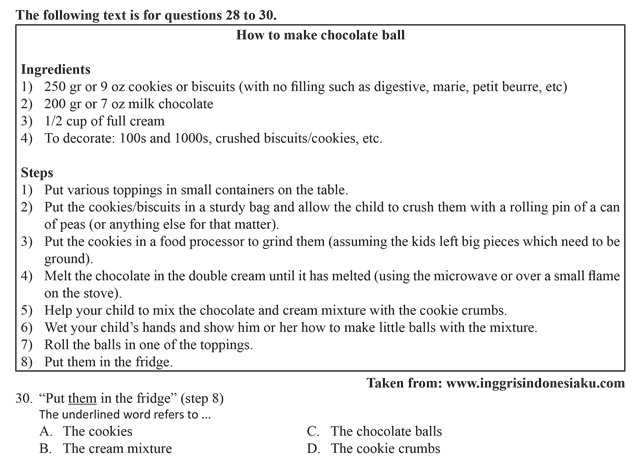 The following text is for questions 28 to 30.
How to make chocolate ball
Ingredients
1) 250 gr or 9 oz cookies or biscuits (with no filling such as digestive, marie, petit beurre, etc)
2) 200 gr or 7 oz milk chocolate
3) 1/2 cup of full cream
4) To decorate: 100s and 1000s, crushed biscuits/cookies, etc.
Steps
1) Put various toppings in small containers on the table.
2) Put the cookies/biscuits in a sturdy bag and allow the child to crush them with a rolling pin of a can
of peas (or anything else for that matter).
3) Put the cookies in a food processor to grind them (assuming the kids left big pieces which need to be
ground).
4) Melt the chocolate in the double cream until it has melted (using the microwave or over a small flame
on the stove).
5) Help your child to mix the chocolate and cream mixture with the cookie crumbs.
6) Wet your child's hands and show him or her how to make little balls with the mixture.
7) Roll the balls in one of the toppings.
8) Put them in the fridge.
Taken from: www.inggrisindonesiaku.com
30. “Put them in the fridge” (step 8)
The underlined word refers to ...
A. The cookies
B. The cream mixture
C. The chocolate balls
D. The cookie crumbs